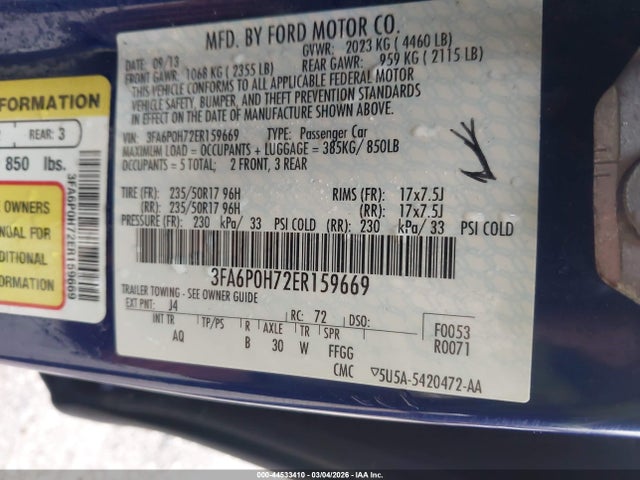 MFD. BY FORD MOTOR CO.
DATE: 09/13 GVWR: 2023 KG ( 4460 LB)
FRONT GAWR: 1068 KG ( 2355 LB) REAR GAWR: 959 KG ( 2115 LB)
THIS VEHICLE CONFORMS TO ALL APPLICABLE FEDERAL MOTOR
VEHICLE SAFETY, BUMPER, AND THEFT PREVENTION STANDARDS
IN EFFECT ON THE DATE OF MANUFACTURE SHOWN ABOVE.
VIN: 3FA6P0H72ER159669 TYPE: Passenger Car
MAXIMUM LOAD = OCCUPANTS + LUGGAGE = 385KG/850LB
OCCUPANTS = 5 TOTAL; 2 FRONT, 3 REAR
TIRE (FR): 235/50R17 96H RIMS (FR): 17x7.5J
(RR): 235/50R17 96H (RR): 17x7.5J
PRESSURE (FR): 230 kPa/ 33 PSI COLD (RR): 230 kPa/ 33 PSI COLD
3FA6P0H72ER159669
TRAILER TOWING - SEE OWNER GUIDE
EXT PNT: J4 RC: 72 DSO:
INT TR TP/PS R AXLE TR SPR
AQ B 30 W FFGG
CMC
F0053
R0071
▽5U5A-5420472-AA
FORMATION
REAR: 3
850 lbs.
OWNERS
MANUAL FOR
DDITIONAL
FORMATION
3FA6P0H72ER159669
000-44533410 - 03/04/2026 - IAA Inc.